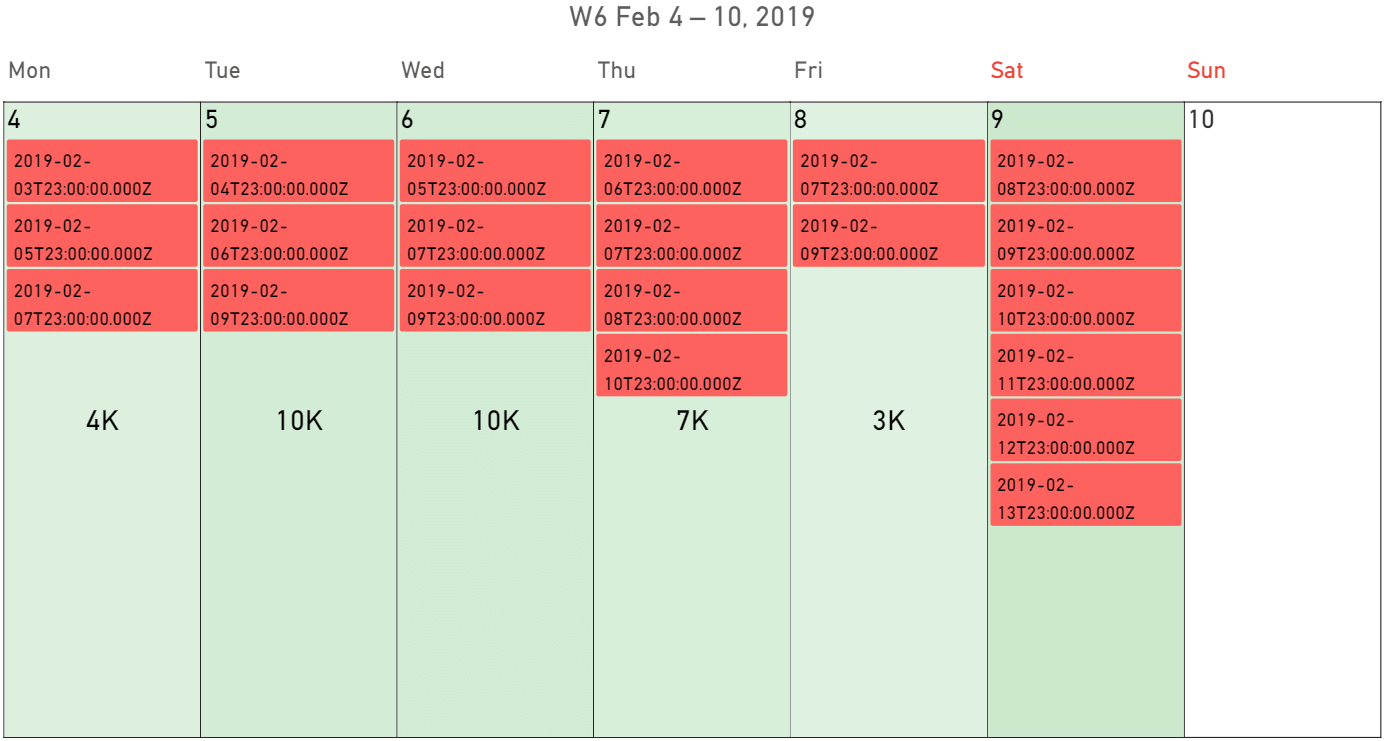 W6 Feb 4 – 10, 2019
Mon Tue Wed Thu Fri Sat Sun
4
2019-02-
03T23:00:00.000Z
2019-02-
05T23:00:00.000Z
2019-02-
07T23:00:00.000Z
4K
5
2019-02-
04T23:00:00.000Z
2019-02-
06T23:00:00.000Z
2019-02-
09T23:00:00.000Z
10K
6
2019-02-
05T23:00:00.000Z
2019-02-
07T23:00:00.000Z
2019-02-
09T23:00:00.000Z
10K
7
2019-02-
06T23:00:00.000Z
2019-02-
07T23:00:00.000Z
2019-02-
08T23:00:00.000Z
2019-02-
10T23:00:00.000Z
7K
8
2019-02-
07T23:00:00.000Z
2019-02-
09T23:00:00.000Z
3K
9
2019-02-
08T23:00:00.000Z
2019-02-
09T23:00:00.000Z
2019-02-
10T23:00:00.000Z
2019-02-
11T23:00:00.000Z
2019-02-
12T23:00:00.000Z
2019-02-
13T23:00:00.000Z
10